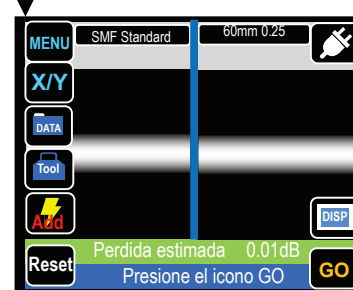 MENU
SMF Standard
60mm 0.25
X/Y
DATA
Tool
Add
DISP
Reset
Perdida estimada 0.01dB
Presione el icono GO
GO